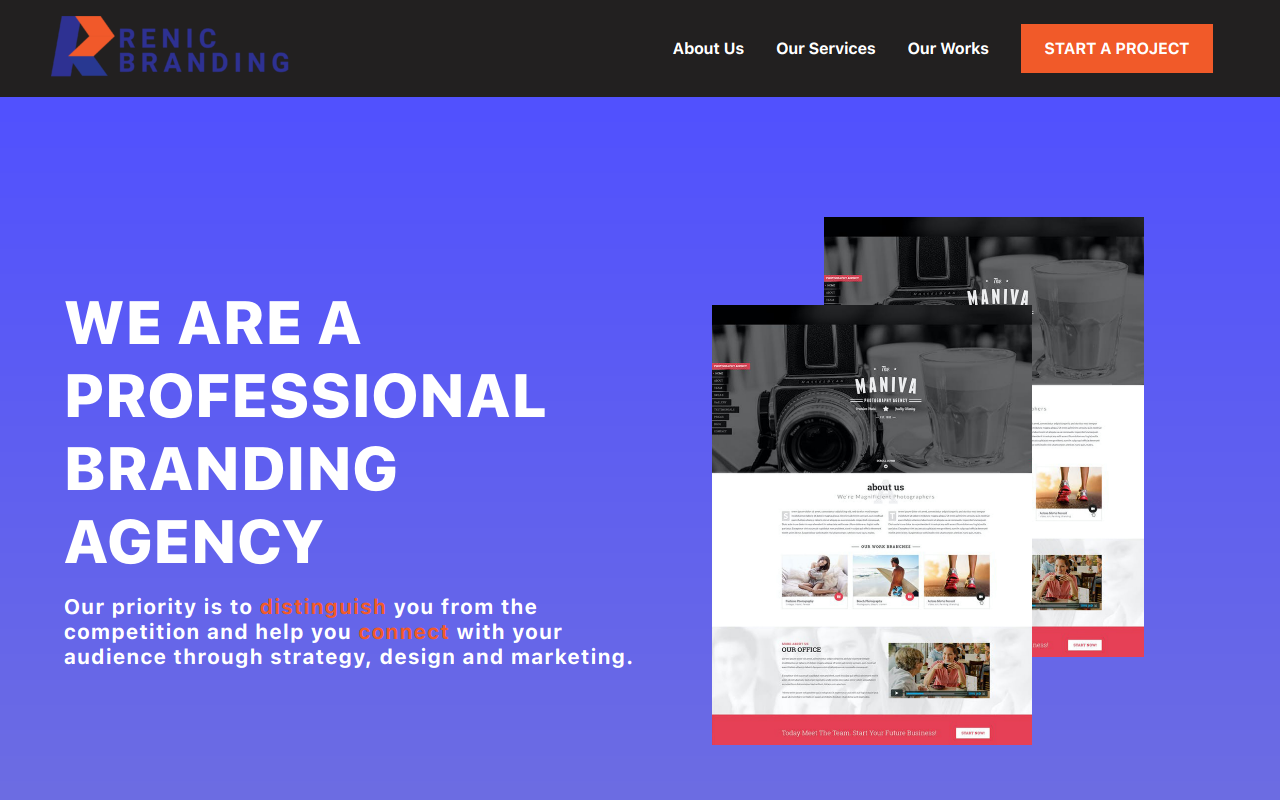 RENIC
BRANDING
About Us
Our Services
Our Works
START A PROJECT
WE ARE A
PROFESSIONAL
BRANDING
AGENCY
Our priority is to distinguish you from the
competition and help you connect with your
audience through strategy, design and marketing.
The
MANIVA
The
MANIVA
PHOTOGRAPHY AGENCY
about us
We're Magnificent Photographers
OUR WORK BRANCHES
OUR OFFICE
START NOW!
Today Meet The Team. Start Your Future Business!
START NOW!